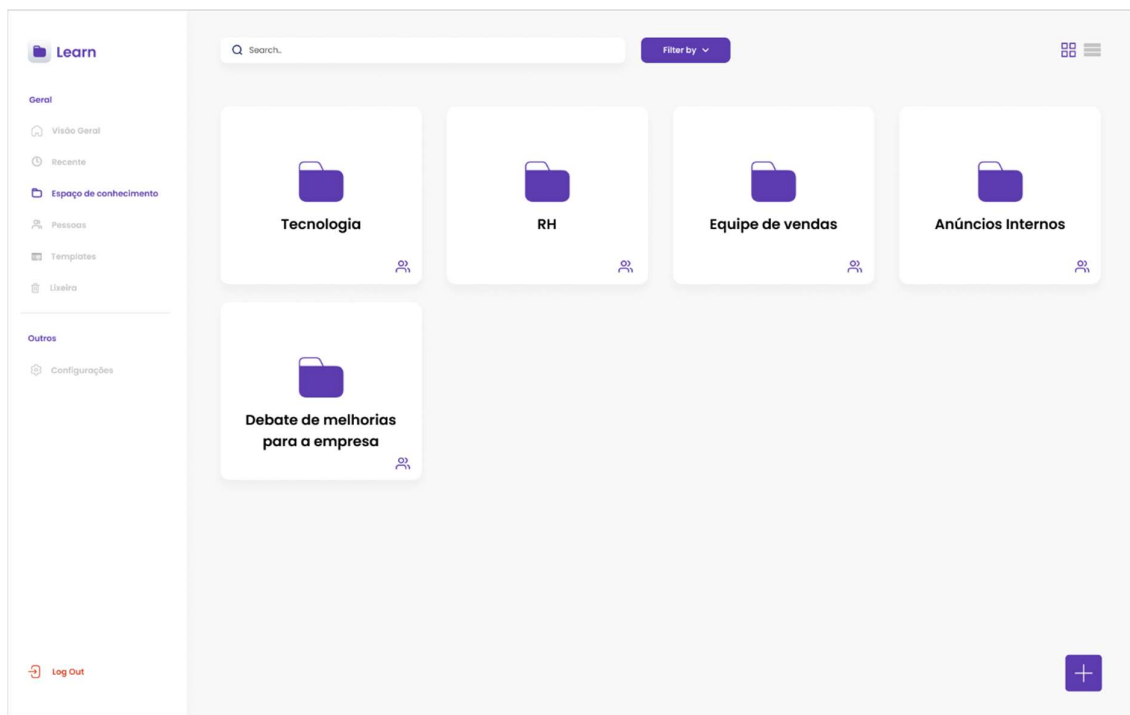 Learn
Search..
Filter by
Geral
Visão Geral
Recente
Espaço de conhecimento
Pessoas
Templates
Lixeira
Outros
Configurações
Log Out
Tecnologia
RH
Equipe de vendas
Anúncios Internos
Debate de melhorias
para a empresa